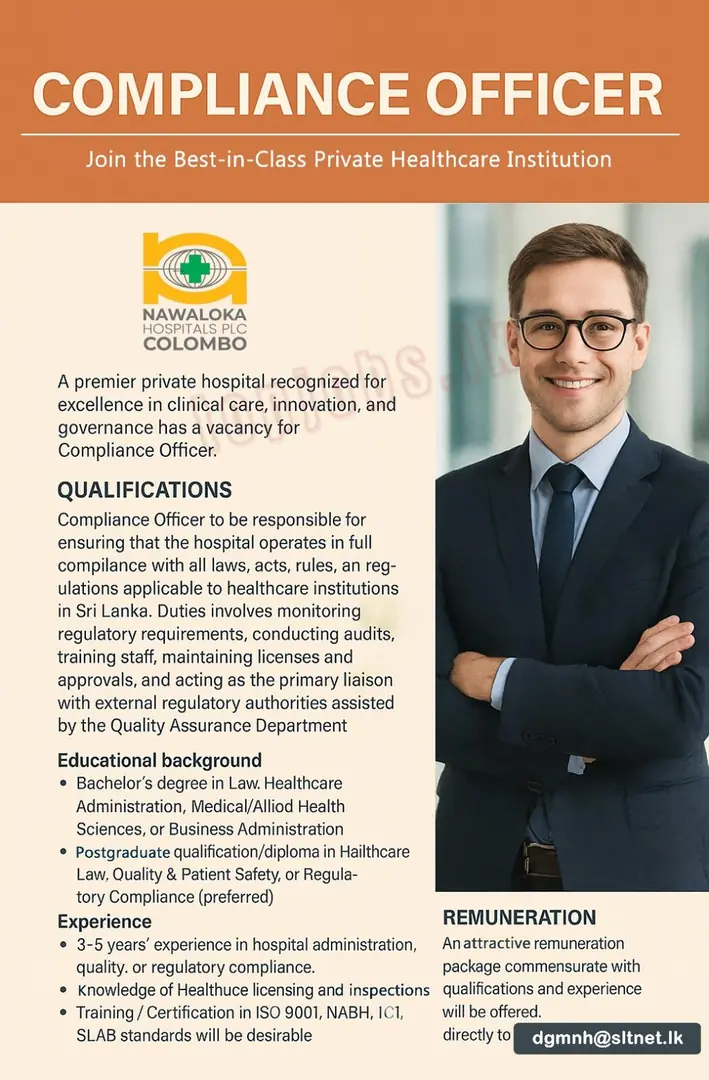 COMPLIANCE OFFICER
Join the Best-in-Class Private Healthcare Institution
NAWALOKA
HOSPITALS PLC
COLOMBO
topjobs.lk
A premier private hospital recognized for
excellence in clinical care, innovation, and
governance has a vacancy for
Compliance Officer.
QUALIFICATIONS
Compliance Officer to be responsible for
ensuring that the hospital operates in full
compilance with all laws, acts, rules, an reg-
ulations applicable to healthcare institutions
in Sri Lanka. Duties involves monitoring
regulatory requirements, conducting audits,
training staff, maintaining licenses and
approvals, and acting as the primary liaison
with external regulatory authorities assisted
by the Quality Assurance Department
Educational background
• Bachelor's degree in Law. Healthcare
Administration, Medical/Alliod Health
Sciences, or Business Administration
• Postgraduate qualification/diploma in Hailthcare
Law, Quality & Patient Safety, or Regula-
tory Compliance (preferred)
Experience
• 3-5 years' experience in hospital administration,
quality. or regulatory compliance.
• Knowledge of Healthuce licensing and inspections
• Training / Certification in ISO 9001, NABH,
SLAB standards will be desirable
REMUNERATION
An attractive remuneration
package commensurate with
qualifications and experience
will be offered.
directly to dgmnh@sltnet.lk